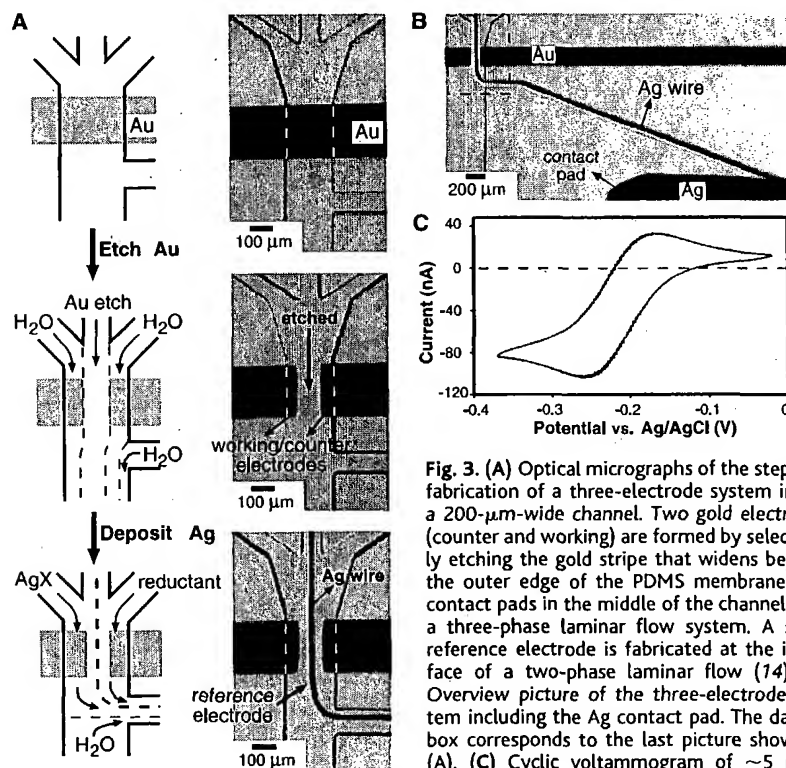 A
Au
Etch Au
Au etch
H2O
H2O
H2O
Deposit Ag
AgX
reductant
H2O
Au
100 µm
etched
working/counter
electrodes
100 µm
Ag wire
reference
electrode
100 µm
B
Au
Ag wire
contact
pad
200 µm
Ag
C
Current (nA)
40
0
-40
-80
-120
-0.4
-0.3
-0.2
-0.1
0
Potential vs. Ag/AgCl (V)
Fig. 3. (A) Optical micrographs of the step
fabrication of a three-electrode system in
a 200-µm-wide channel. Two gold electr
(counter and working) are formed by selec
ly etching the gold stripe that widens be
the outer edge of the PDMS membrane
contact pads in the middle of the channel
a three-phase laminar flow system. A
reference electrode is fabricated at the i
face of a two-phase laminar flow (14)
Overview picture of the three-electrode
tem including the Ag contact pad. The da
box corresponds to the last picture show
(A). (C) Cyclic voltammogram of ~5